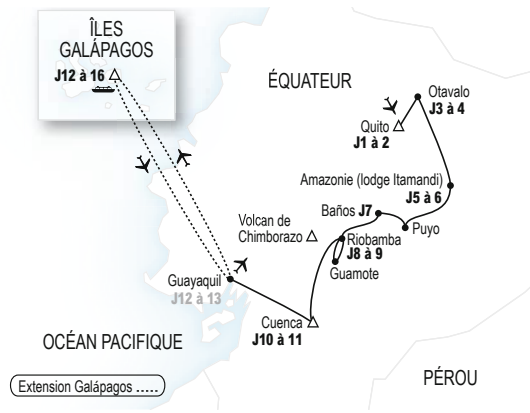 ÎLES
GALÁPAGOS
J12 à 16
ÉQUATEUR
Otavalo
J3 à 4
Quito
J1 à 2
Amazonie (lodge Itamandi)
J5 à 6
Baños J7
Puyo
Volcan de
Chimborazo
Riobamba
J8 à 9
Guamote
Guayaquil
J12 à 13
Cuenca
J10 à 11
OCÉAN PACIFIQUE
PÉROU
Extension Galápagos .....